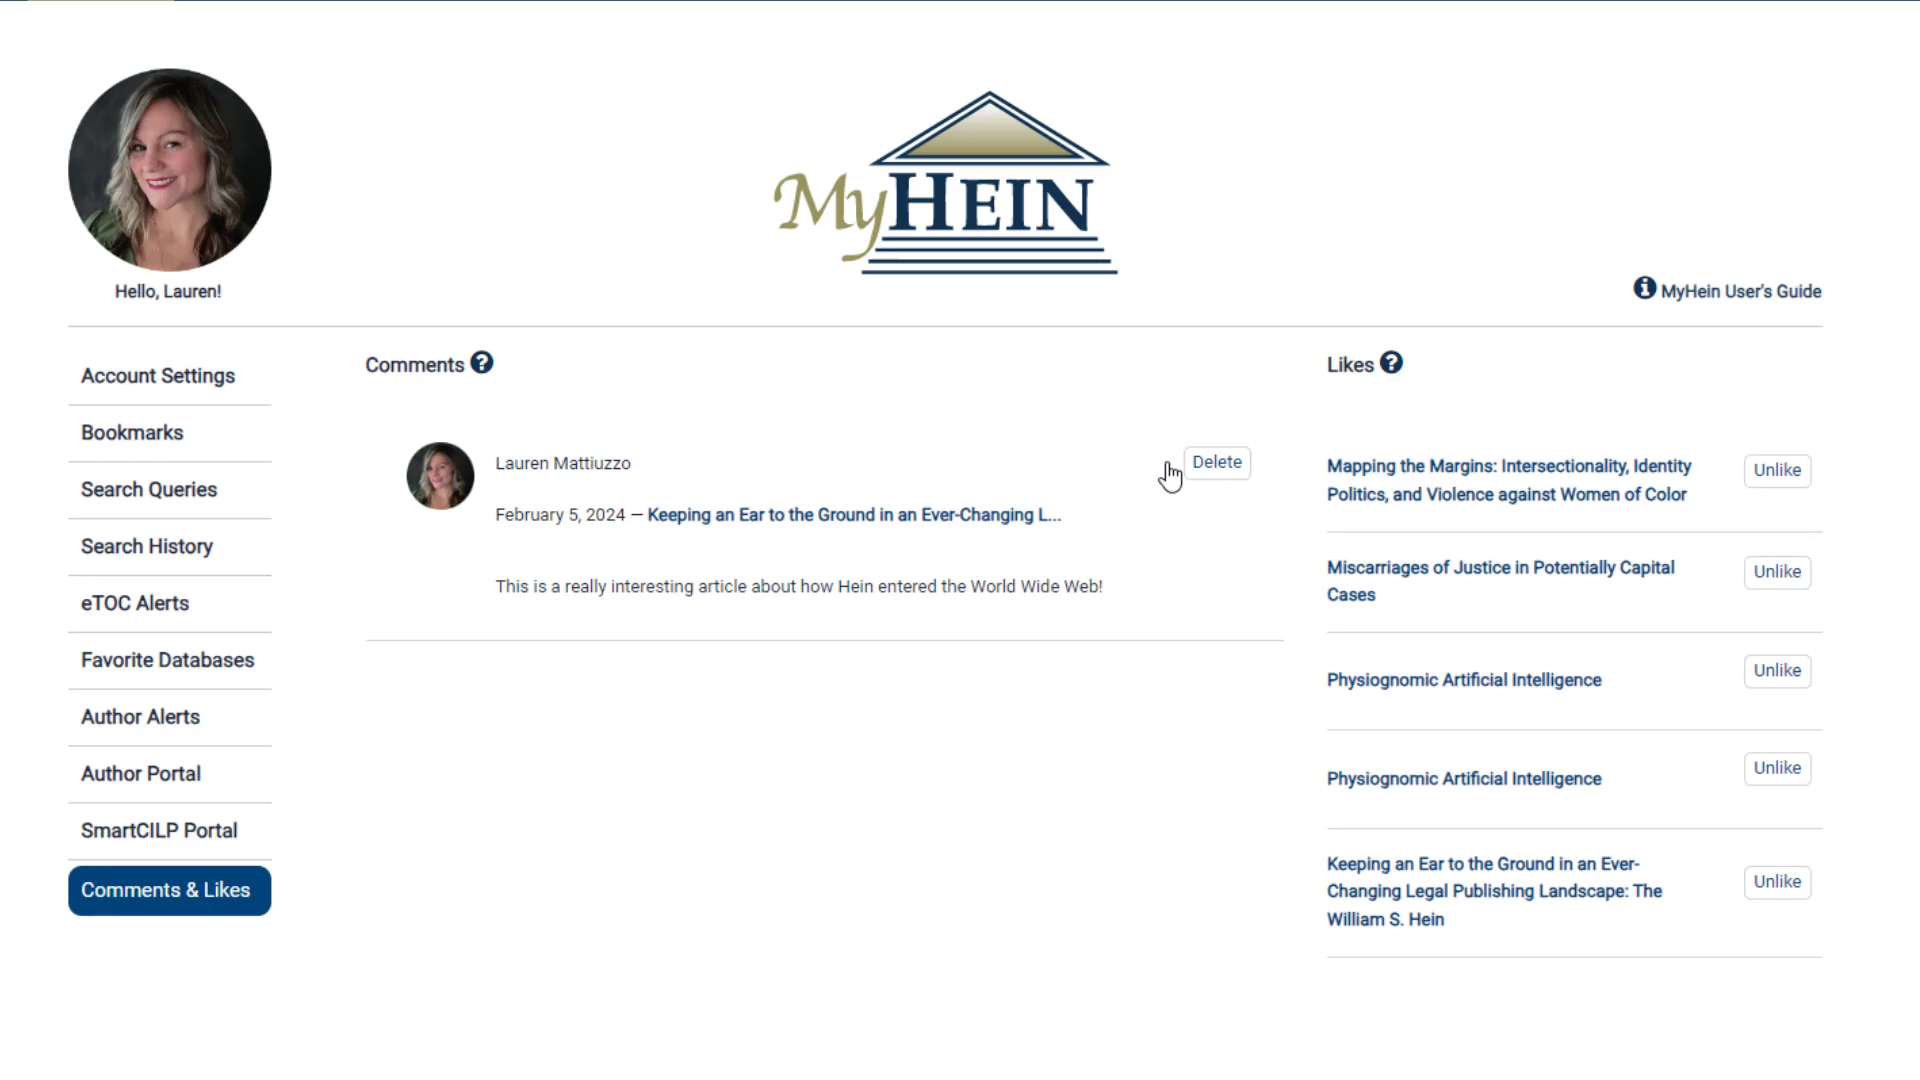 MyHEIN
Hello, Lauren!
MyHein User's Guide
Account Settings
Bookmarks
Search Queries
Search History
eTOC Alerts
Favorite Databases
Author Alerts
Author Portal
SmartCILP Portal
Comments & Likes
Comments
Lauren Mattiuzzo
Delete
February 5, 2024 — Keeping an Ear to the Ground in an Ever-Changing L...
This is a really interesting article about how Hein entered the World Wide Web!
Likes
Mapping the Margins: Intersectionality, Identity
Politics, and Violence against Women of Color
Unlike
Miscarriages of Justice in Potentially Capital
Cases
Unlike
Physiognomic Artificial Intelligence
Unlike
Physiognomic Artificial Intelligence
Unlike
Keeping an Ear to the Ground in an Ever-
Changing Legal Publishing Landscape: The
William S. Hein
Unlike